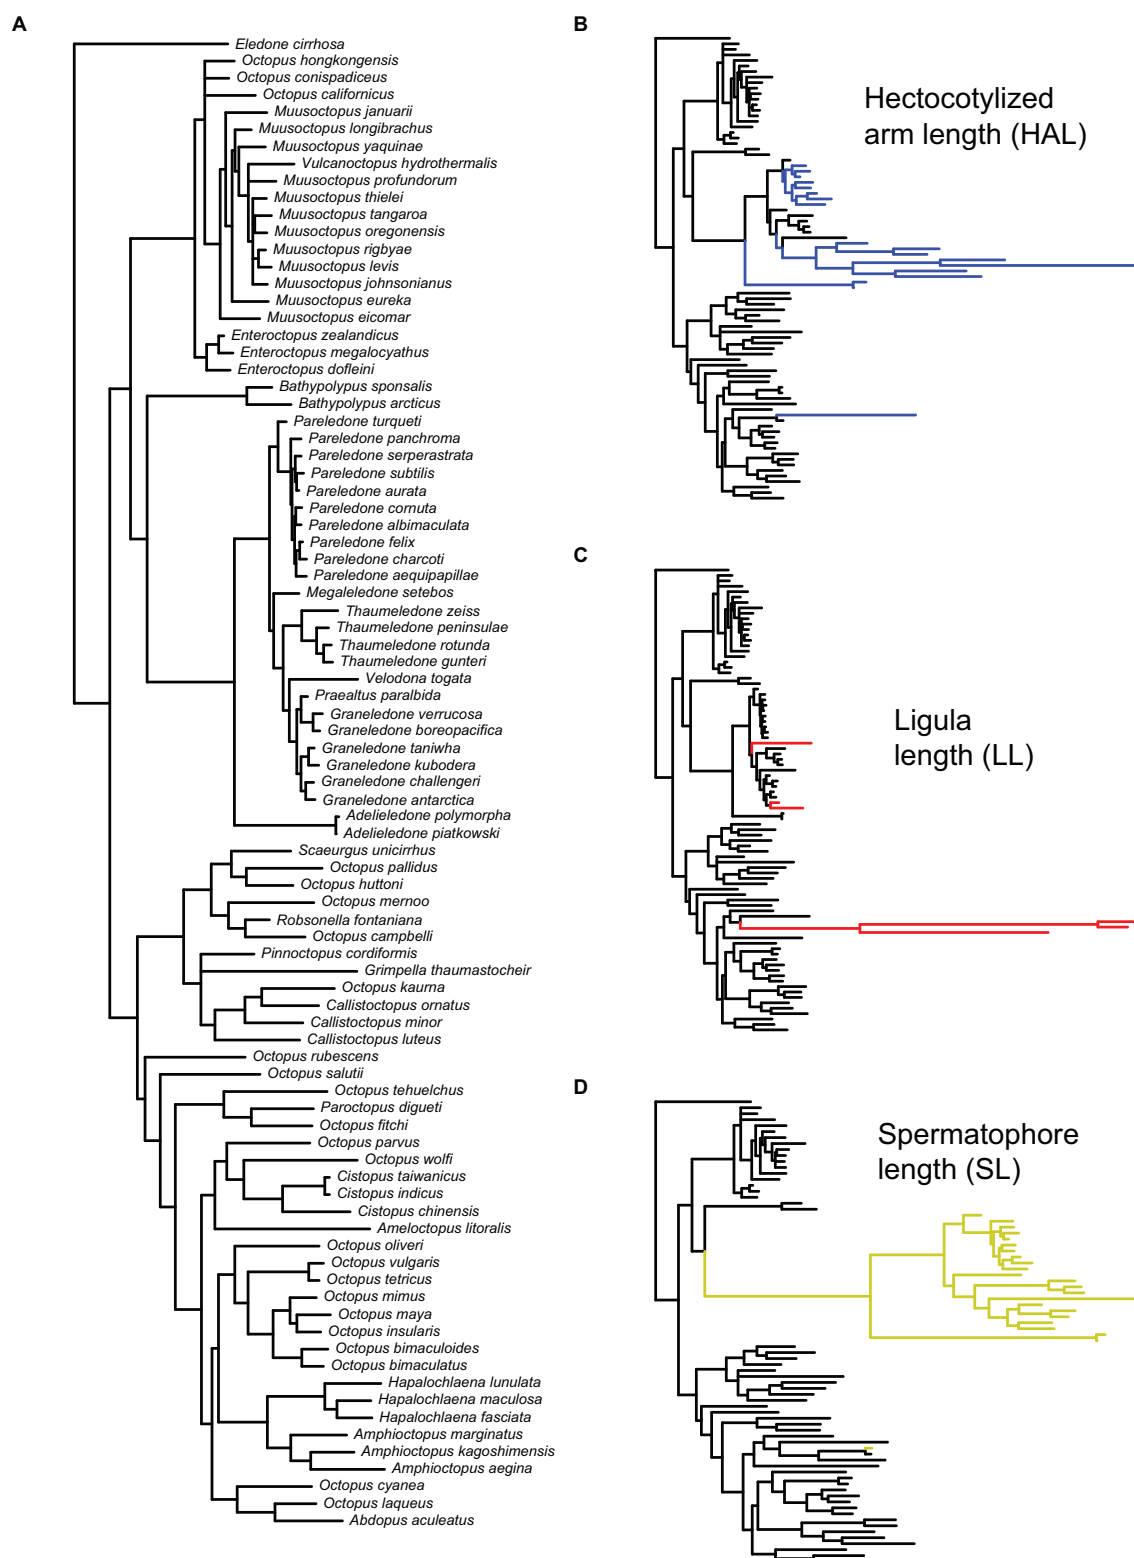 A
Eledone cirrhosa
Octopus hongkongensis
Octopus conispadiceus
Octopus californicus
Muusoctopus januarii
Muusoctopus longibrachus
Muusoctopus yaquinae
Vulcanoctopus hydrothermalis
Muusoctopus profundorum
Muusoctopus thielei
Muusoctopus tangaroa
Muusoctopus oregonensis
Muusoctopus rigbyae
Muusoctopus levis
Muusoctopus johnsonianus
Muusoctopus eureka
Muusoctopus eicomar
Enteroctopus zealandicus
Enteroctopus megalocyathus
Enteroctopus dofleini
Bathypolypus sponsalis
Bathypolypus arcticus
Pareledone turqueti
Pareledone panchroma
Pareledone serperastrata
Pareledone subtilis
Pareledone aurata
Pareledone cornuta
Pareledone albimaculata
Pareledone felix
Pareledone charcoti
Pareledone aequipapillae
Megaleledone setebos
Thaumeledone zeiss
Thaumeledone peninsulae
Thaumeledone rotunda
Thaumeledone gunteri
Velodona togata
Praealtus paralbida
Graneledone verrucosa
Graneledone boreopacifica
Graneledone taniwha
Graneledone kubodera
Graneledone challengeri
Graneledone antarctica
Adelieledone polymorpha
Adelieledone piatkowski
Scaeurgus unicirrhus
Octopus pallidus
Octopus huttoni
Octopus mernoo
Robsonella fontaniana
Octopus campbelli
Pinnoctopus cordiformis
Grimpella thaumastocheir
Octopus kaurna
Callistoctopus ornatus
Callistoctopus minor
Callistoctopus luteus
Octopus rubescens
Octopus salutii
Octopus tehuelchus
Paroctopus digueti
Octopus fitchi
Octopus parvus
Octopus wolfi
Cistopus taiwanicus
Cistopus indicus
Cistopus chinensis
Ameloctopus litoralis
Octopus oliveri
Octopus vulgaris
Octopus tetricus
Octopus mimus
Octopus maya
Octopus insularis
Octopus bimaculoides
Octopus bimaculatus
Hapalochlaena lunulata
Hapalochlaena maculosa
Hapalochlaena fasciata
Amphioctopus marginatus
Amphioctopus kagoshimensis
Amphioctopus aegina
Octopus cyanea
Octopus laqueus
Abdopus aculeatus
B
Hectocotylized
arm length (HAL)
C
Ligula
length (LL)
D
Spermatophore
length (SL)